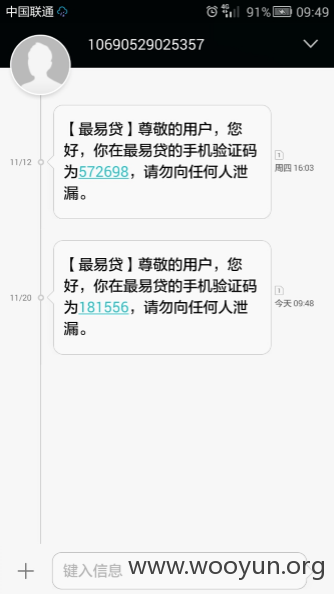 中国联通 4G 91% 09:49
10690529025357
【最易贷】尊敬的用户，您
好，你在最易贷的手机验证码
为572698，请勿向任何人泄
漏。
11/12
1
周四 16:03
【最易贷】尊敬的用户，您
好，你在最易贷的手机验证码
为181556，请勿向任何人泄
漏。
11/20
1
今天 09:48
键入信息
www.wooyun.org